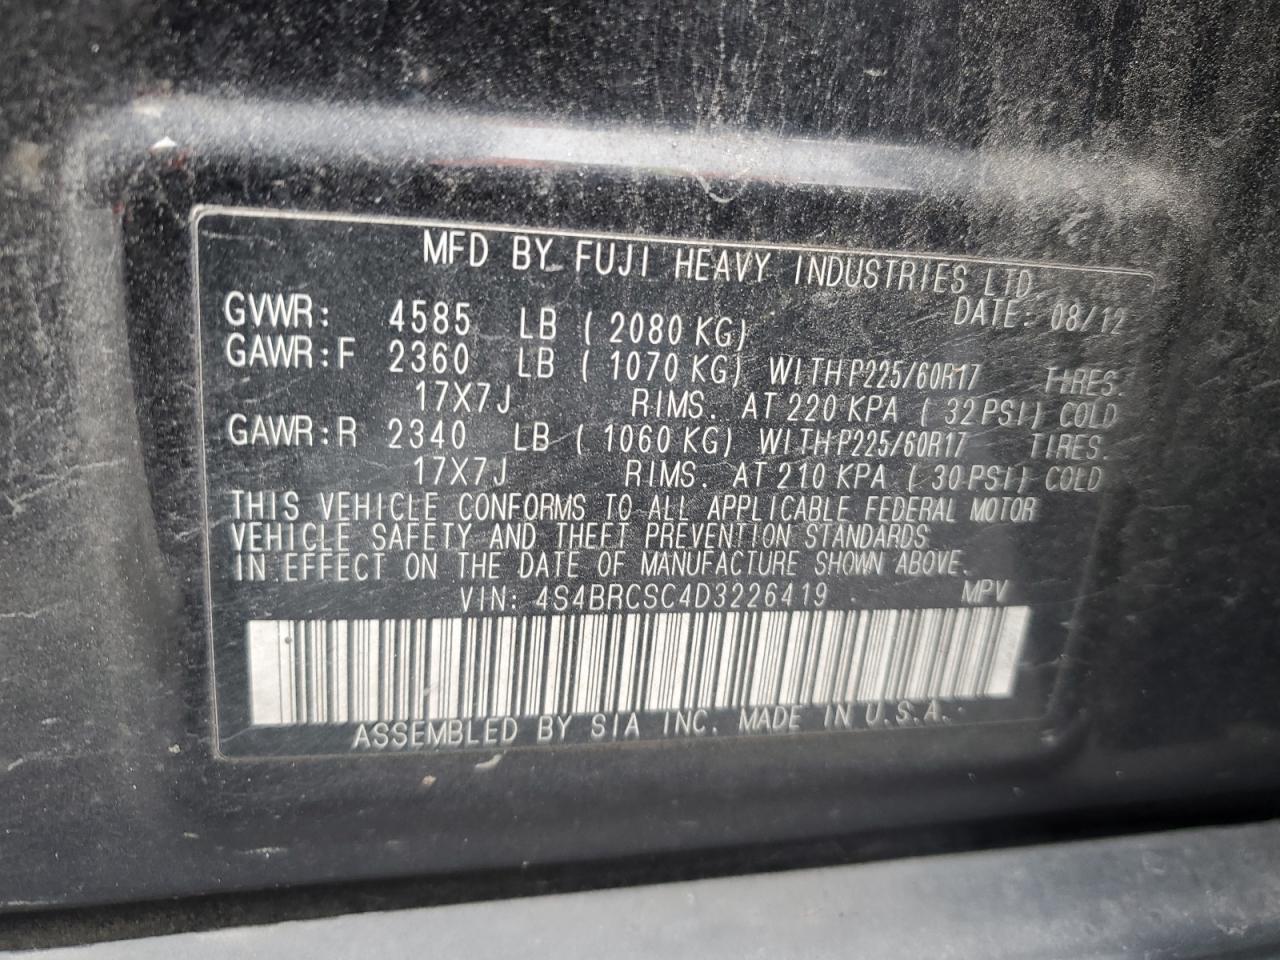 MFD BY FUJI HEAVY INDUSTRIES LTD
DATE: 08/12
GVWR: 4585 LB ( 2080 KG)
GAWR:F 2360 LB ( 1070 KG) WITH P225/60R17 TIRES.
17X7J RIMS. AT 220 KPA ( 32 PSI) COLD
GAWR:R 2340 LB ( 1060 KG) WITH P225/60R17 TIRES.
17X7J RIMS. AT 210 KPA ( 30 PSI) COLD
THIS VEHICLE CONFORMS TO ALL APPLICABLE FEDERAL MOTOR
VEHICLE SAFETY AND THEFT PREVENTION STANDARDS
IN EFFECT ON THE DATE OF MANUFACTURE SHOWN ABOVE.
VIN: 4S4BRCSC4D3226419 MPV
ASSEMBLED BY SIA INC. MADE IN U.S.A.